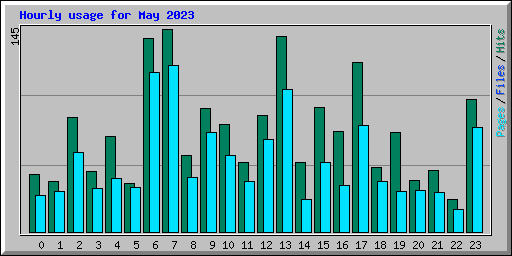 Hourly usage for May 2023
145
Pages / Files / Hits
0 1 2 3 4 5 6 7 8 9 10 11 12 13 14 15 16 17 18 19 20 21 22 23